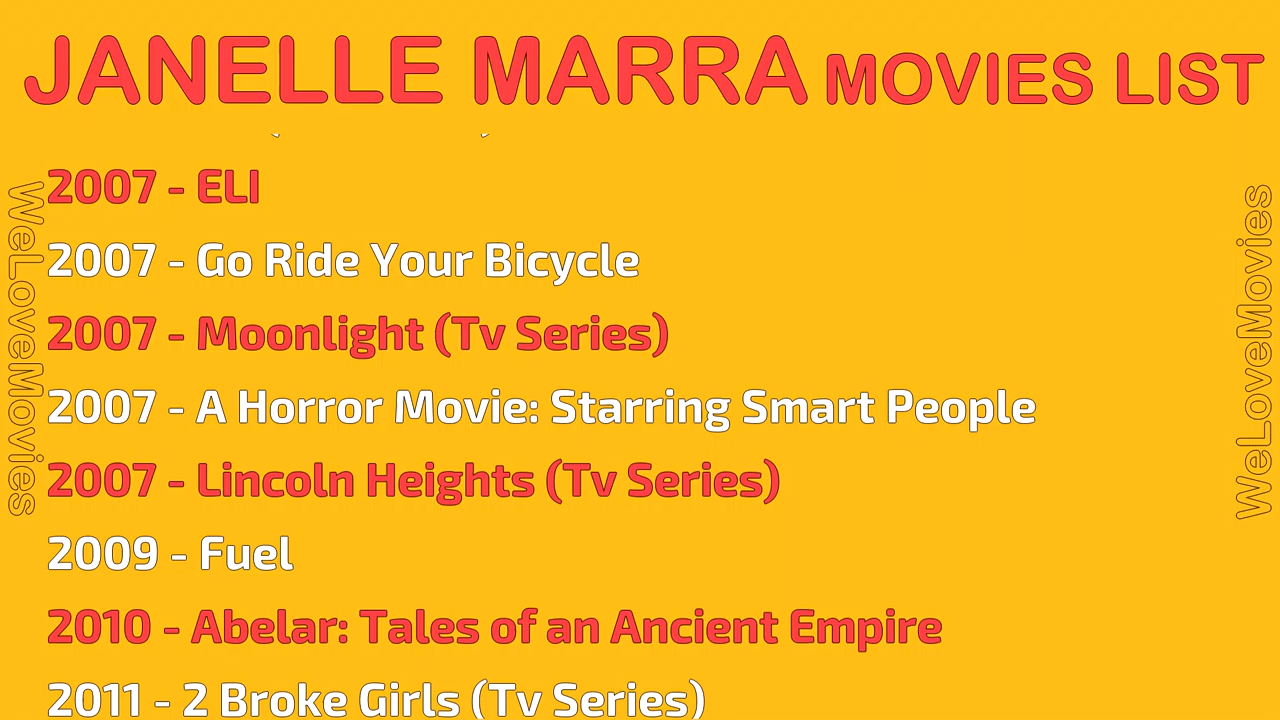 JANELLE MARRA MOVIES LIST
2007 - ELI
2007 - Go Ride Your Bicycle
2007 - Moonlight (Tv Series)
2007 - A Horror Movie: Starring Smart People
2007 - Lincoln Heights (Tv Series)
2009 - Fuel
2010 - Abelar: Tales of an Ancient Empire
2011 - 2 Broke Girls (Tv Series)
WeLoveMovies
WeLoveMovies